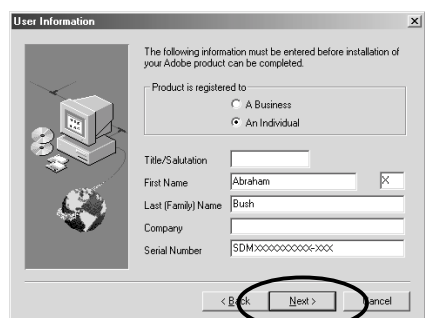 User Information
The following information must be entered before installation of
your Adobe product can be completed.
Product is registered to
A Business
An Individual
Title/Salutation
First Name Abraham X
Last (Family) Name Bush
Company
Serial Number SDMXXXXXXXXXX-XXX
< Back Next > Cancel